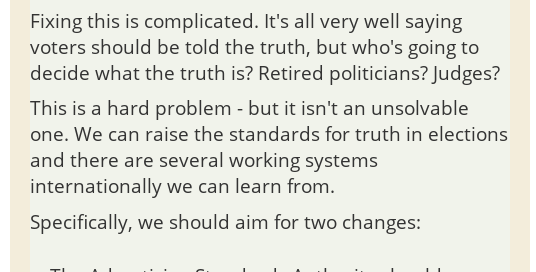 Fixing this is complicated. It's all very well saying
voters should be told the truth, but who's going to
decide what the truth is? Retired politicians? Judges?
This is a hard problem - but it isn't an unsolvable
one. We can raise the standards for truth in elections
and there are several working systems
internationally we can learn from.
Specifically, we should aim for two changes: